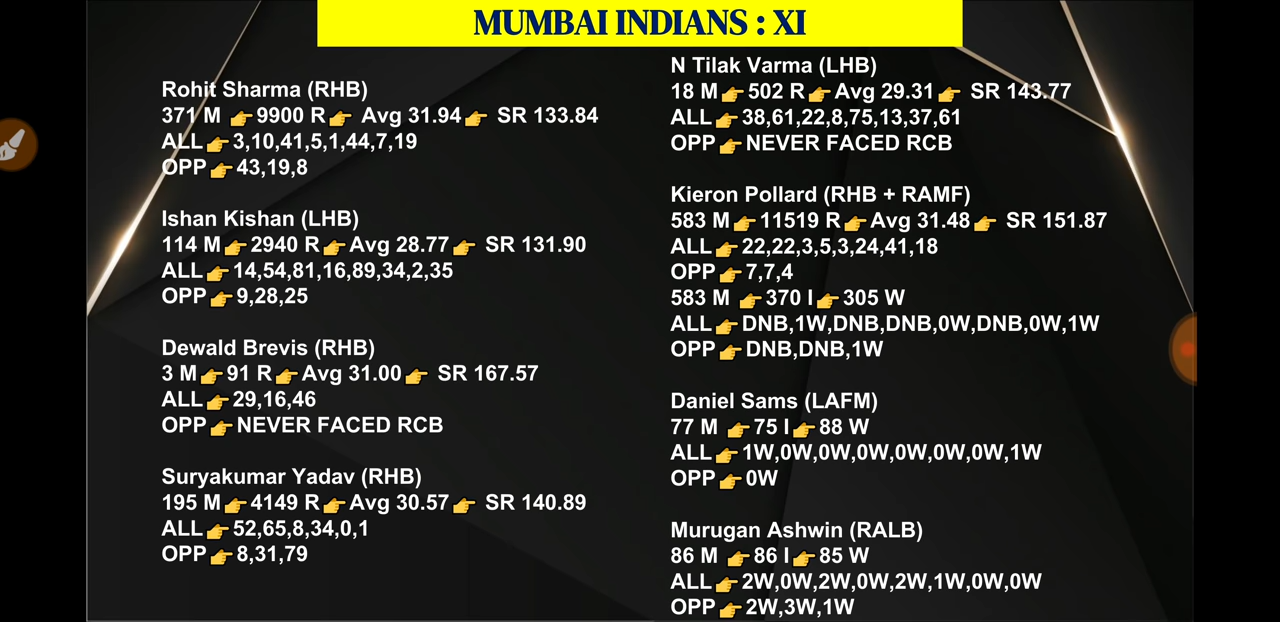 MUMBAI INDIANS : XI
Rohit Sharma (RHB)
371 M 👉 9900 R👉 Avg 31.94👉 SR 133.84
ALL👉3,10,41,5,1,44,7,19
OPP👉43,19,8
Ishan Kishan (LHB)
114 M👉2940 R👉Avg 28.77👉 SR 131.90
ALL👉14,54,81,16,89,34,2,35
OPP👉9,28,25
Dewald Brevis (RHB)
3 M👉91 R👉Avg 31.00👉 SR 167.57
ALL👉29,16,46
OPP👉NEVER FACED RCB
Suryakumar Yadav (RHB)
195 M👉4149 R👉Avg 30.57👉 SR 140.89
ALL👉52,65,8,34,0,1
OPP👉8,31,79
N Tilak Varma (LHB)
18 M👉502 R👉Avg 29.31👉 SR 143.77
ALL👉38,61,22,8,75,13,37,61
OPP👉NEVER FACED RCB
Kieron Pollard (RHB + RAMF)
583 M👉11519 R👉Avg 31.48👉 SR 151.87
ALL👉22,22,3,5,3,24,41,18
OPP👉7,7,4
583 M 👉370 I👉305 W
ALL👉DNB,1W,DNB,DNB,0W,DNB,0W,1W
OPP👉DNB,DNB,1W
Daniel Sams (LAFM)
77 M 👉75 I👉88 W
ALL👉1W,0W,0W,0W,0W,0W,0W,1W
OPP👉0W
Murugan Ashwin (RALB)
86 M 👉86 I👉85 W
ALL👉2W,0W,2W,0W,2W,1W,0W,0W
OPP👉2W,3W,1W